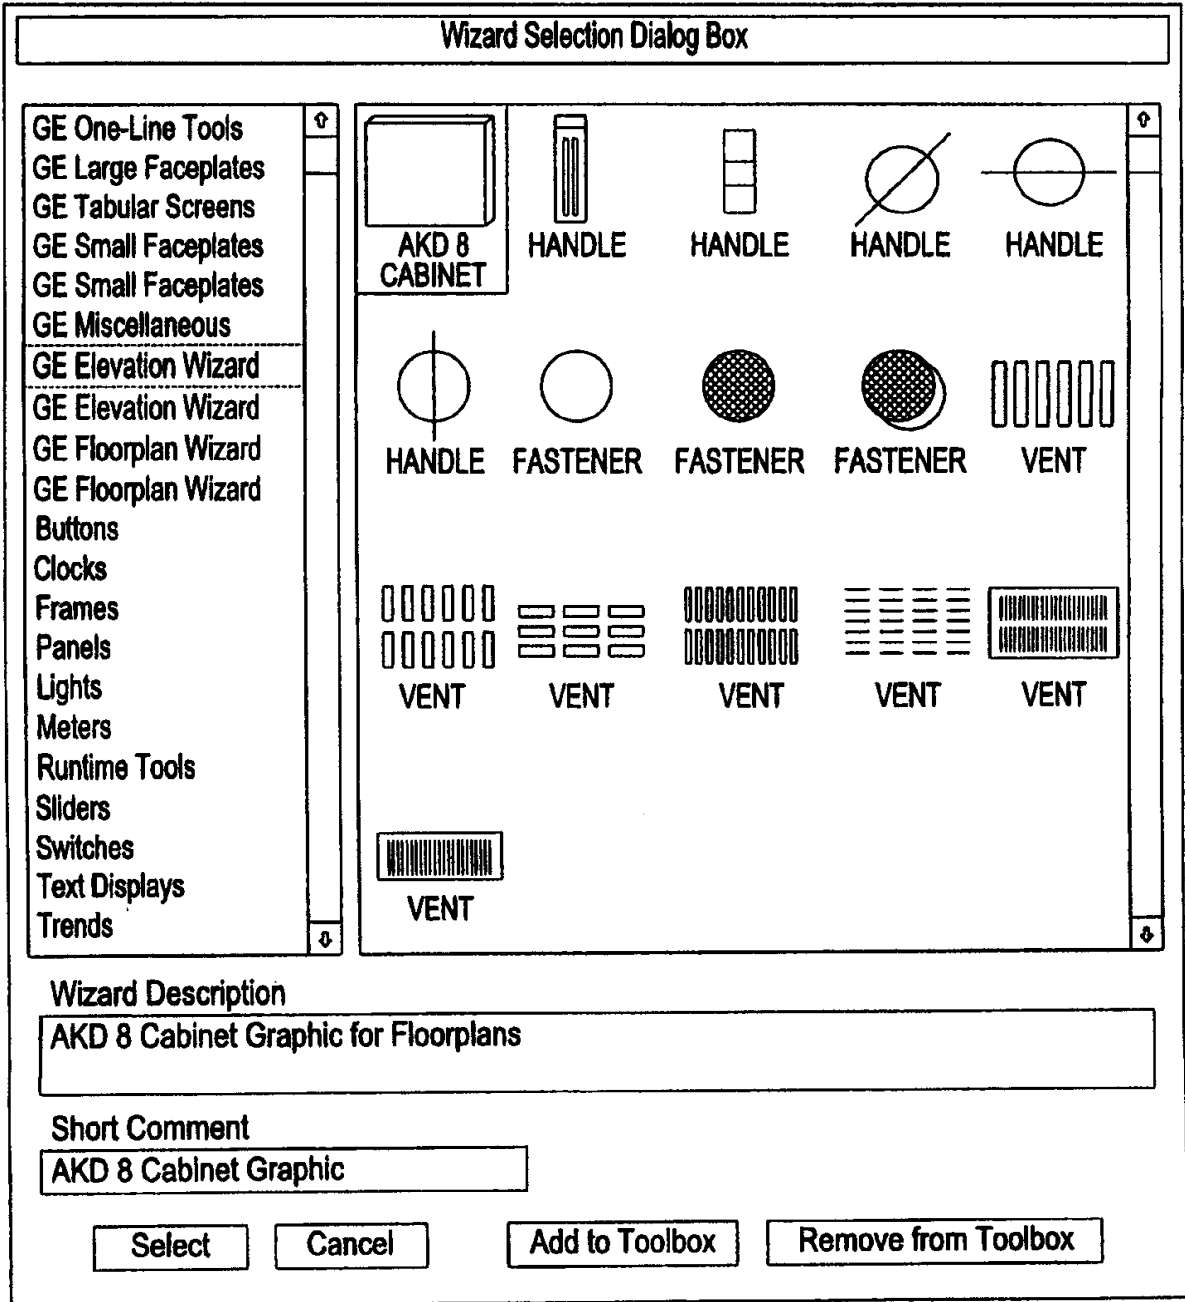 Wizard Selection Dialog Box
GE One-Line Tools
GE Large Faceplates
GE Tabular Screens
GE Small Faceplates
GE Small Faceplates
GE Miscellaneous
GE Elevation Wizard
GE Elevation Wizard
GE Floorplan Wizard
GE Floorplan Wizard
Buttons
Clocks
Frames
Panels
Lights
Meters
Runtime Tools
Sliders
Switches
Text Displays
Trends
AKD 8
CABINET
HANDLE
HANDLE
HANDLE
HANDLE
HANDLE
FASTENER
FASTENER
FASTENER
VENT
VENT
VENT
VENT
VENT
VENT
VENT
Wizard Description
AKD 8 Cabinet Graphic for Floorplans
Short Comment
AKD 8 Cabinet Graphic
Select
Cancel
Add to Toolbox
Remove from Toolbox